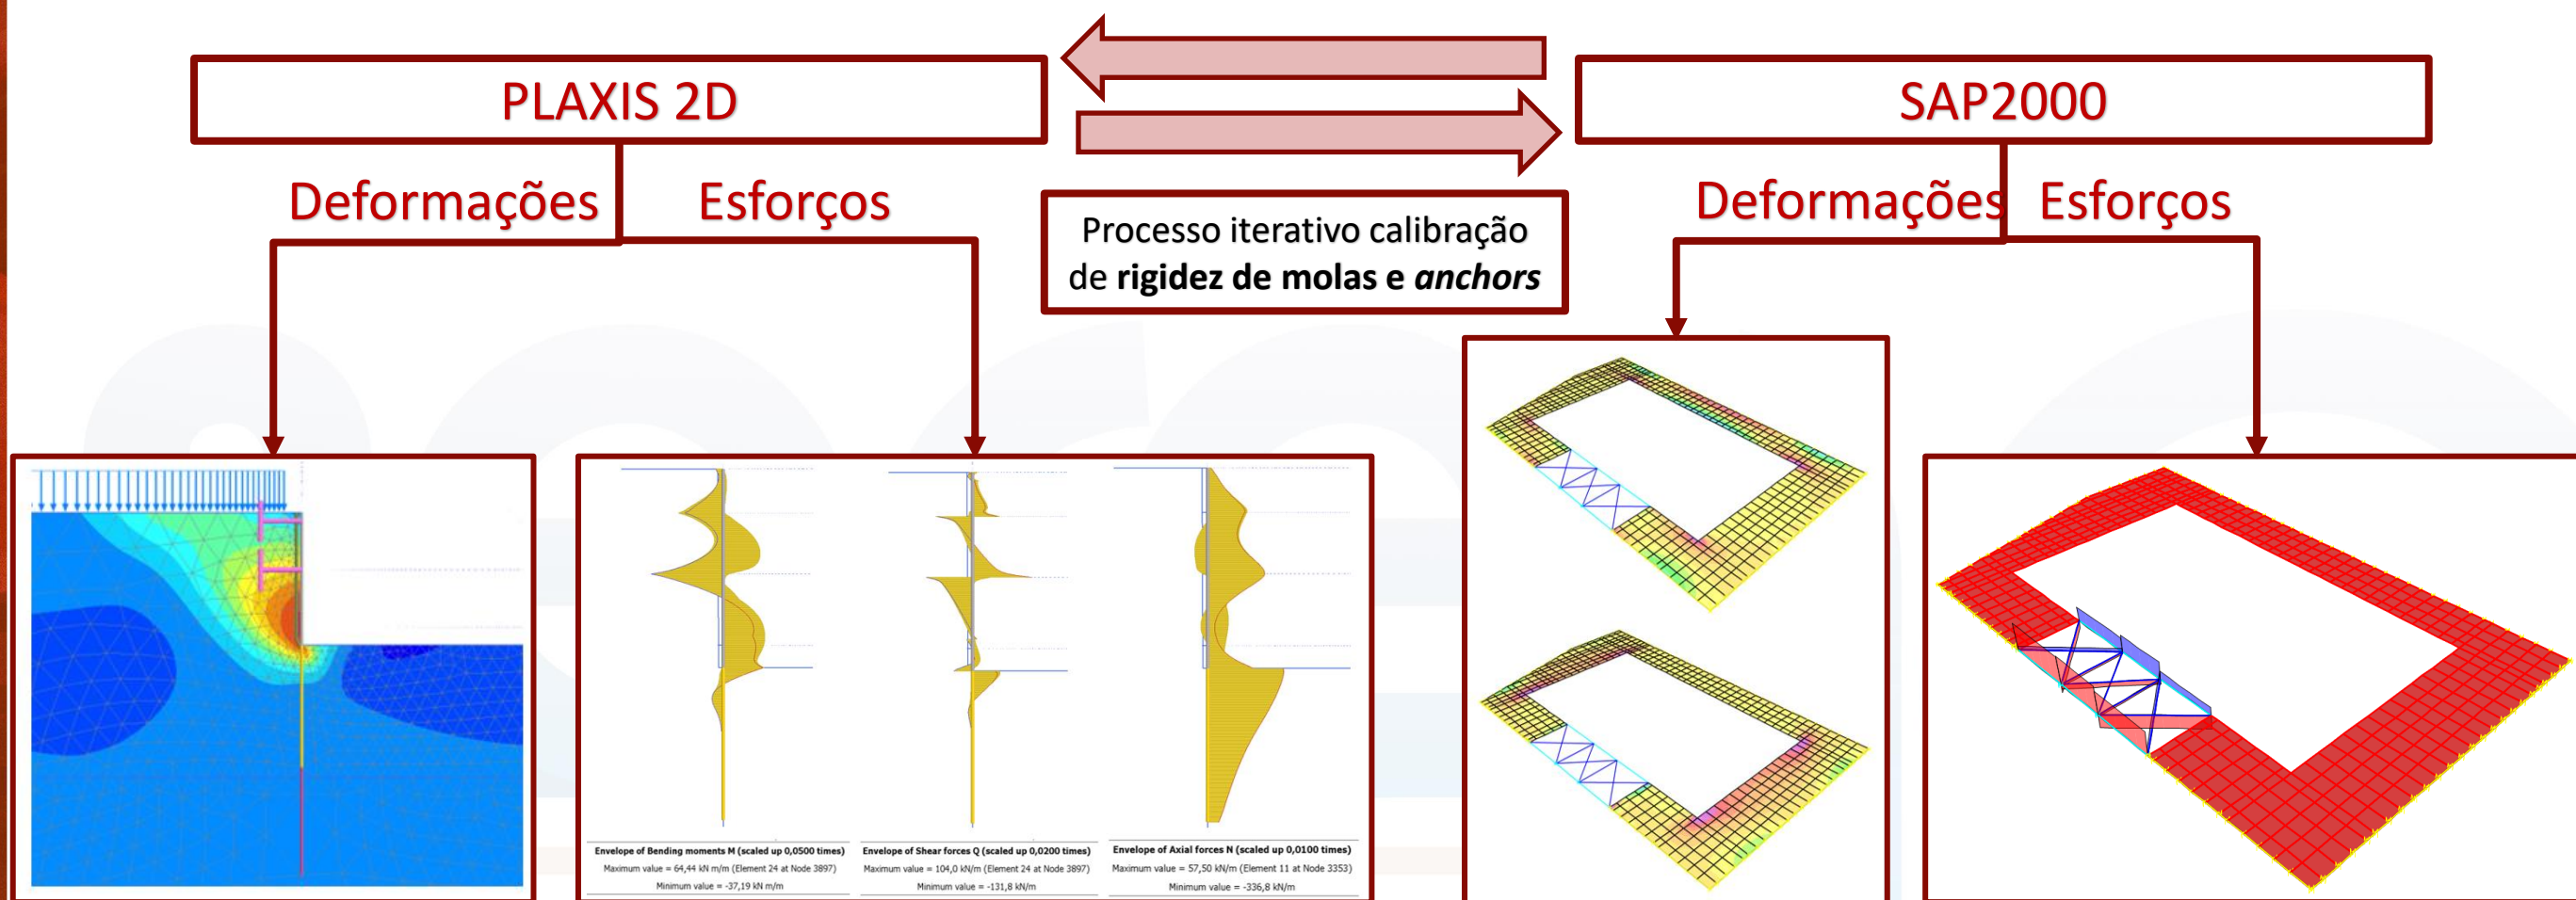 PLAXIS 2D
SAP2000
Deformações
Esforços
Processo iterativo calibração
de rigidez de molas e anchors
Deformações
Esforços
Envelope of Bending moments M (scaled up 0,0500 times)
Maximum value = 64,44 kN m/m (Element 24 at Node 3897)
Minimum value = -37,19 kN m/m
Envelope of Shear forces Q (scaled up 0,0200 times)
Maximum value = 104,0 kN/m (Element 24 at Node 3897)
Minimum value = -131,8 kN/m
Envelope of Axial forces N (scaled up 0,0100 times)
Maximum value = 57,50 kN/m (Element 11 at Node 3353)
Minimum value = -336,8 kN/m